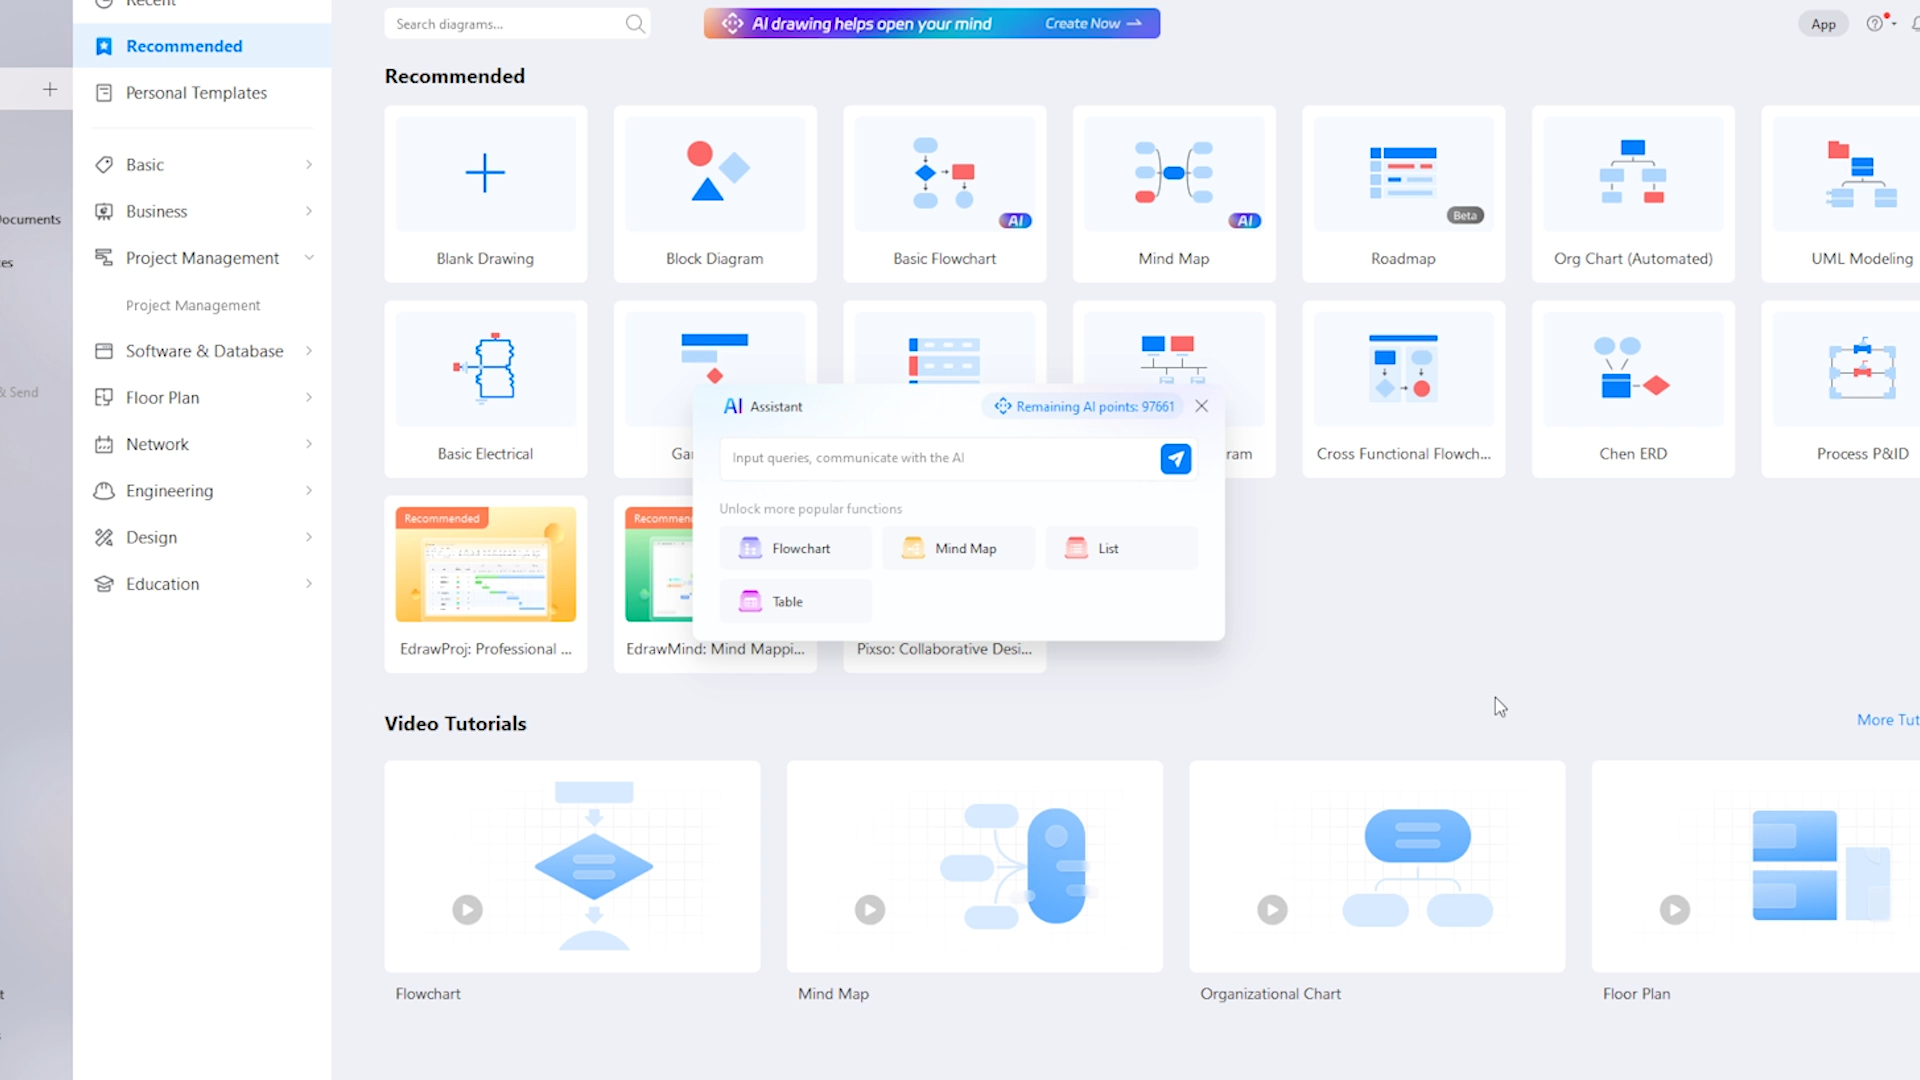 Recent
Search diagrams...
AI drawing helps open your mind
Create Now
App
Recommended
Personal Templates
Basic
Business
Project Management
Project Management
Software & Database
Floor Plan
Network
Engineering
Design
Education
& Send
Recommended
AI
AI
Beta
Blank Drawing
Block Diagram
Basic Flowchart
Mind Map
Roadmap
Org Chart (Automated)
UML Modeling
Basic Electrical
Cross Functional Flowch...
Chen ERD
Process P&ID
AI Assistant
Remaining AI points: 97661
Input queries, communicate with the AI
Unlock more popular functions
Flowchart
Mind Map
List
Table
Recommended
EdrawProj: Professional ...
EdrawMind: Mind Mappi...
Pixso: Collaborative Desi...
Video Tutorials
More
Flowchart
Mind Map
Organizational Chart
Floor Plan